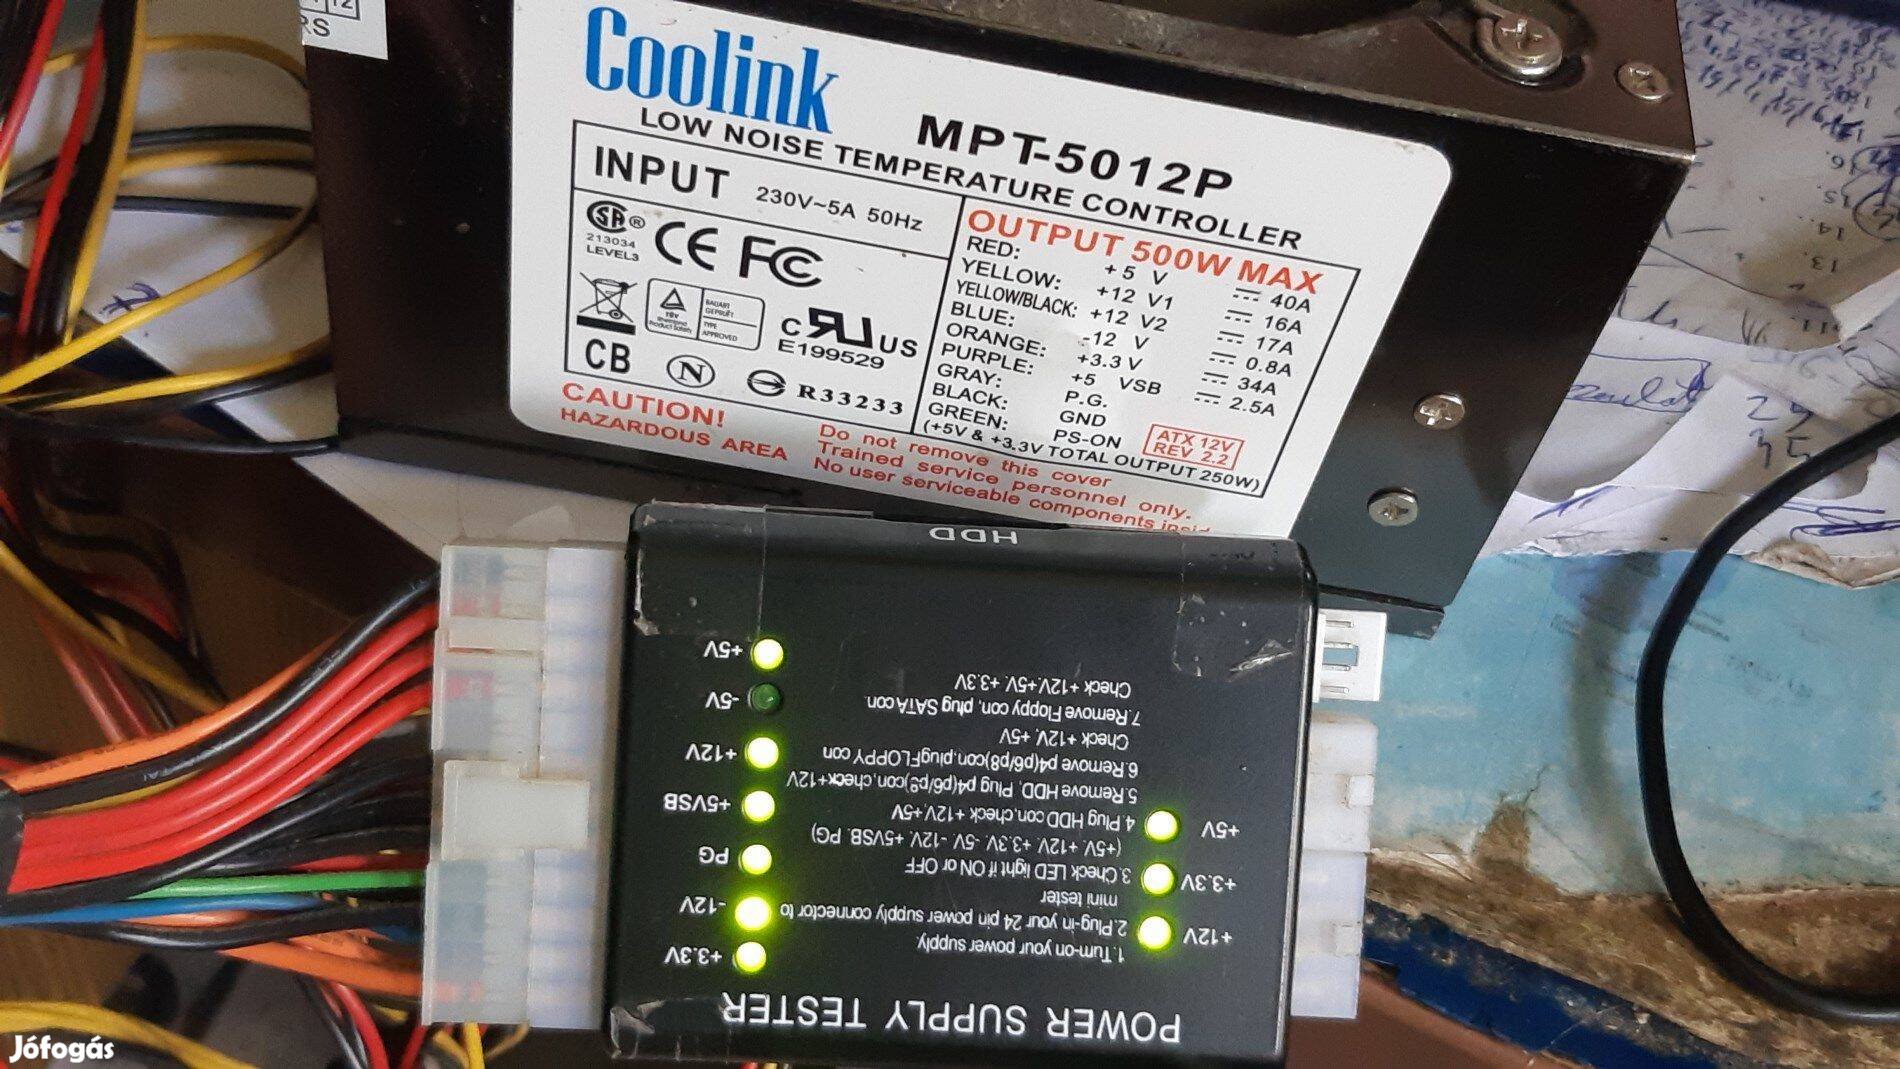 Coolink
MPT-5012P
LOW NOISE TEMPERATURE CONTROLLER
INPUT 230V~5A 50Hz
213034
LEVEL3
CE FC
TÜV
BAUART
GEPRÜFT
TYPE
APPROVED
C US
E199529
CB
N
R33233
OUTPUT 500W MAX
RED: +5 V 40A
YELLOW: +12 V1 16A
YELLOW/BLACK: +12 V2 17A
BLUE: -12 V 0.8A
ORANGE: +3.3 V 34A
PURPLE: +5 VSB 2.5A
GRAY: P.G.
BLACK: GND
GREEN: PS-ON
ATX 12V
REV 2.2
(+5V & +3.3V TOTAL OUTPUT 250W)
CAUTION!
HAZARDOUS AREA
Do not remove this cover
Trained service personnel only.
No user serviceable components
HDD
POWER SUPPLY TESTER
1.Turn-on your power supply.
2.Plug-in your 24 pin power supply connector to
mini tester
3.Check LED light if ON or OFF
(+5V. +12V. +3.3V. -5V. -12V. +5VSB. PG)
4.Plug HDD con,check +12V,+5V
5.Remove HDD, Plug p4(p6/p8)con,check+12V
6.Remove p4(p6/p8)con,plugFLOPPY con
Check +12V. +5V
7.Remove Floppy con, plug SATA con.
Check +12V.+5V. +3.3V
+12V
+3.3V
+5V
+3.3V
-12V
PG
+5VSB
+12V
-5V
+5V
Jófogás